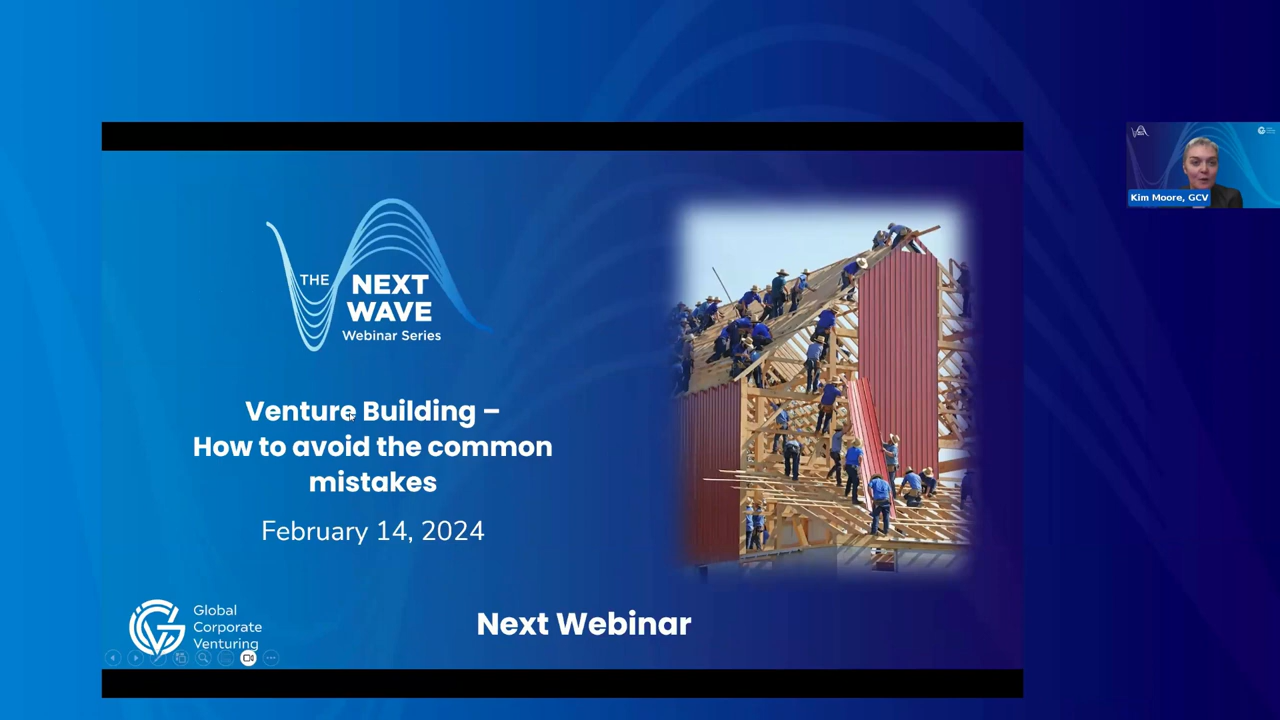 THE
NEXT
WAVE
Webinar Series
Venture Building –
How to avoid the common
mistakes
February 14, 2024
Global
Corporate
Venturing
Next Webinar
Kim Moore, GCV